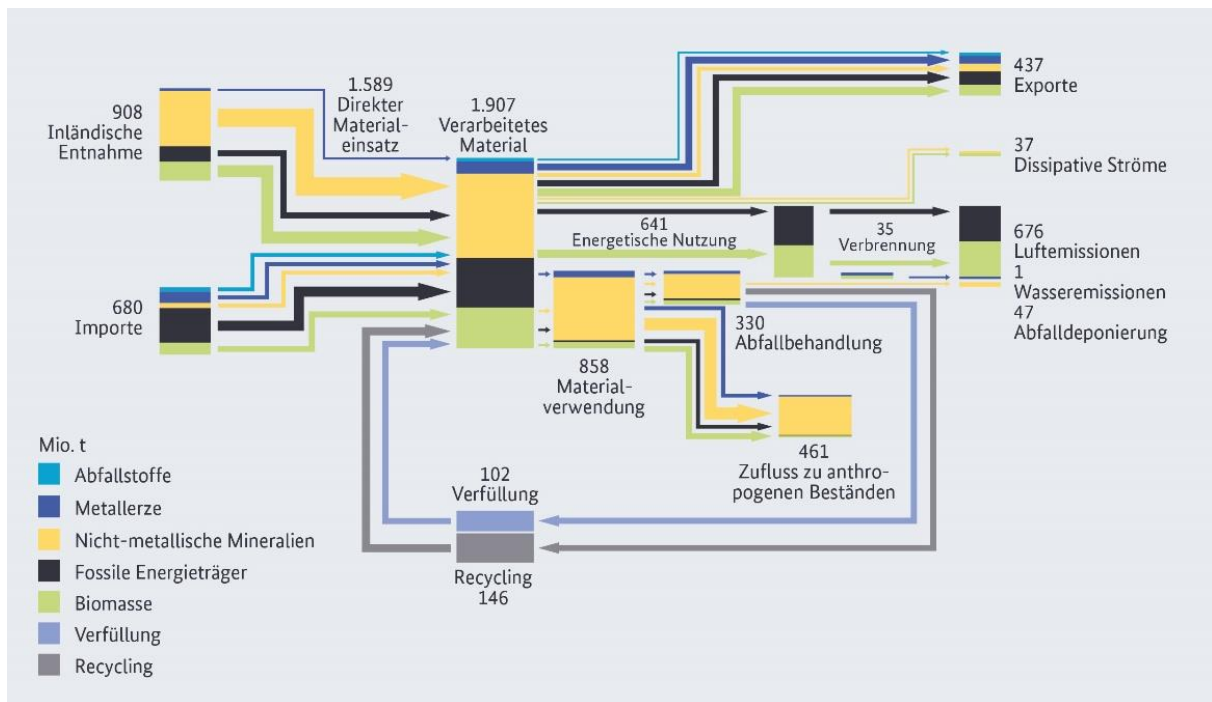 908
Inländische
Entnahme
1.589
Direkter
Material-
einsatz
1.907
Verarbeitetes
Material
437
Exporte
37
Dissipative Ströme
641
Energetische Nutzung
35
Verbrennung
676
Luftemissionen
1
Wasseremissionen
47
Abfalldeponierung
680
Importe
330
Abfallbehandlung
858
Material-
verwendung
461
Zufluss zu anthro-
pogenen Beständen
102
Verfüllung
Recycling
146
Mio. t
Abfallstoffe
Metallerze
Nicht-metallische Mineralien
Fossile Energieträger
Biomasse
Verfüllung
Recycling